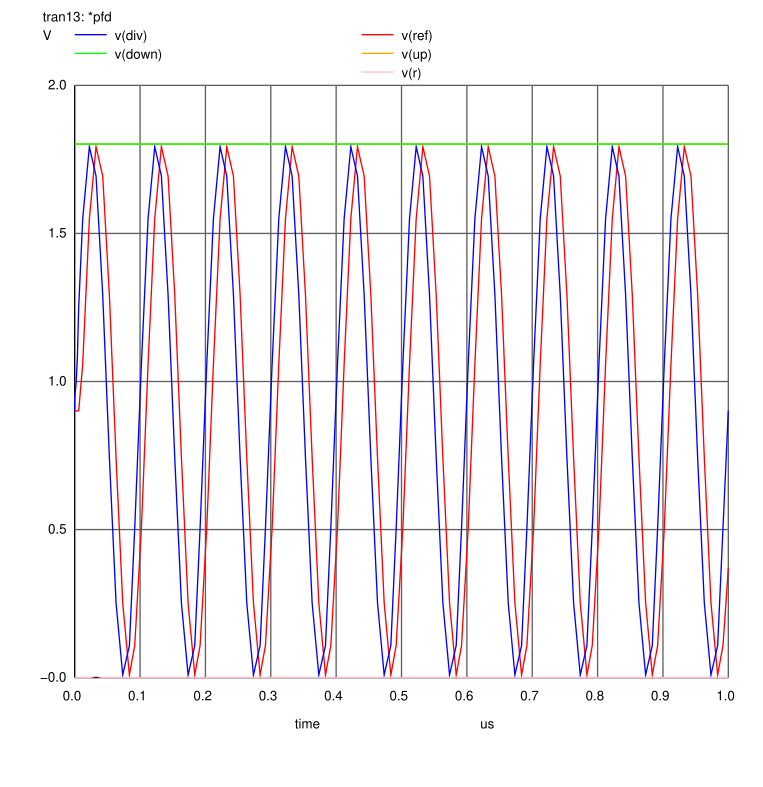 tran13: *pfd
V v(div) v(ref)
v(down) v(up)
v(r)
2.0
1.5
1.0
0.5
−0.0
0.0 0.1 0.2 0.3 0.4 0.5 0.6 0.7 0.8 0.9 1.0
time us